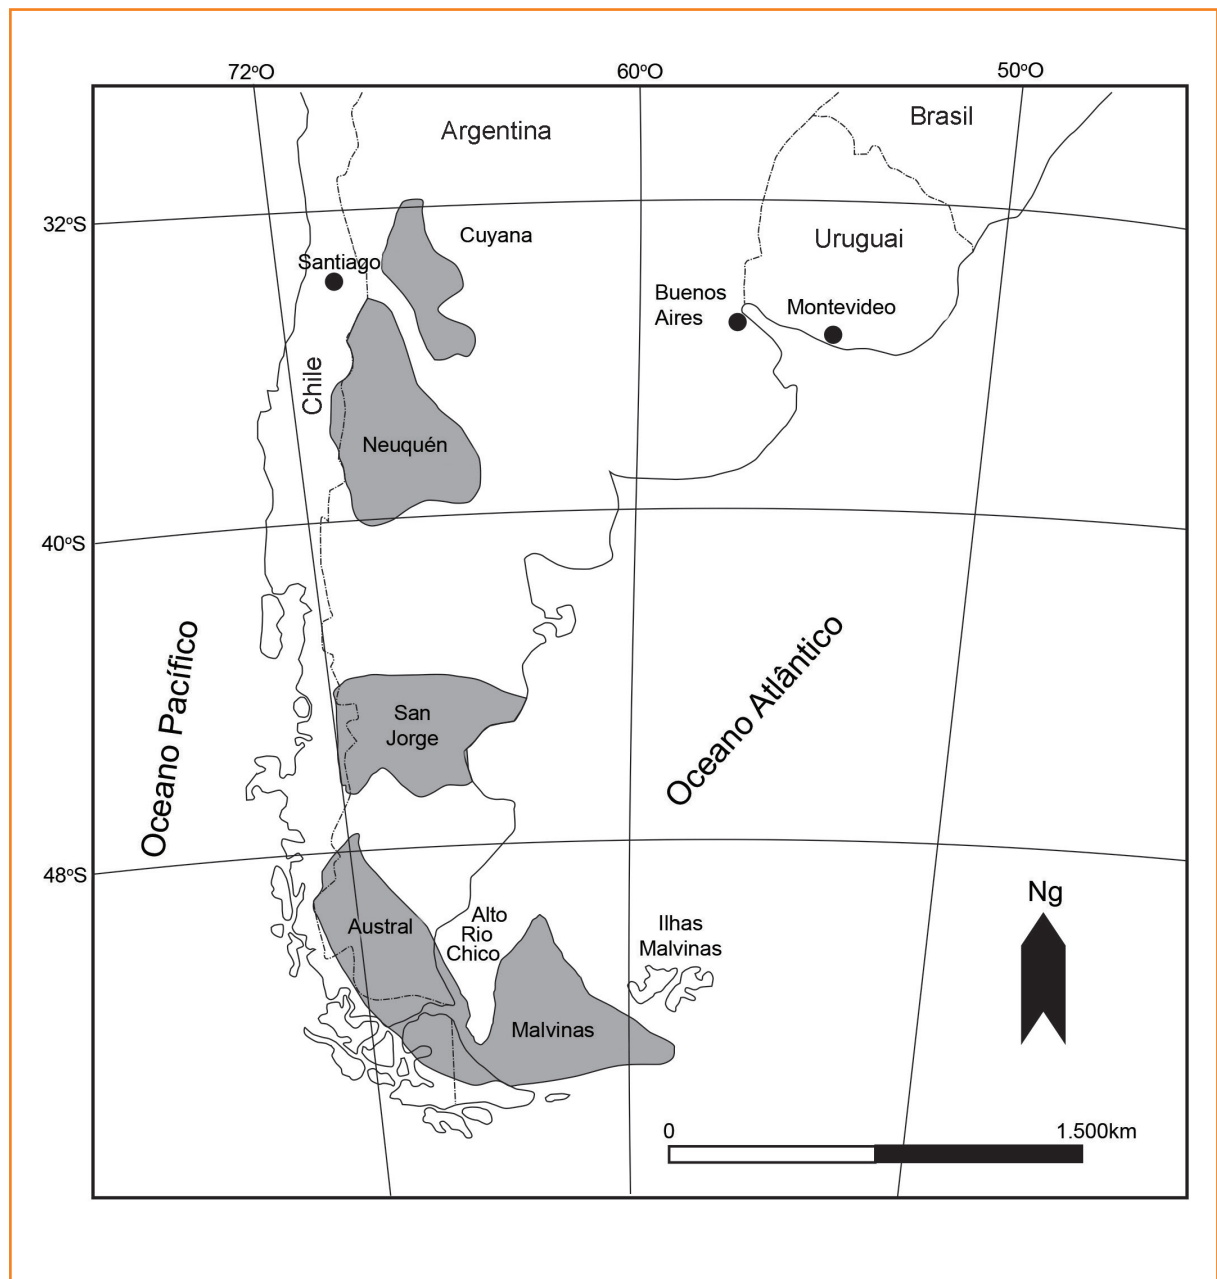 72ºO
60ºO
50ºO
Argentina
Brasil
32ºS
Cuyana
Uruguai
Santiago
Buenos
Aires
Montevideo
Chile
Neuquén
40ºS
Oceano Pacífico
Oceano Atlântico
San
Jorge
48ºS
Austral
Alto
Rio
Chico
Ilhas
Malvinas
Ng
Malvinas
0
1.500km